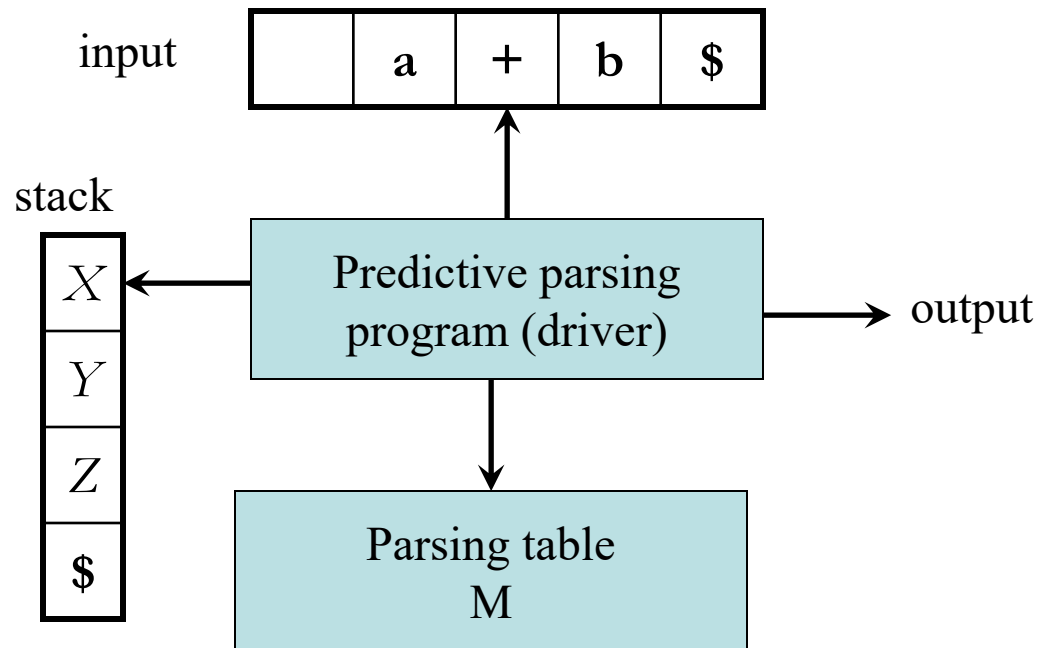 input
a + b $
stack
X
Y
Z
$
Predictive parsing
program (driver)
output
Parsing table
M